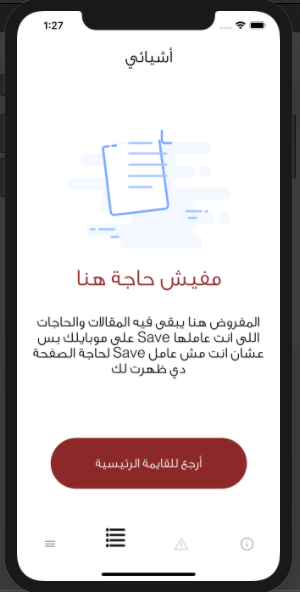 1:27
أشيائي
مفيش حاجة هنا
المفروض هنا يبقى فيه المقالات والحاجات
اللى انت عاملها Save على موبايلك بس
عشان انت مش عامل Save لحاجة الصفحة
دي ظهرت لك
أرجع للقايمة الرئيسية